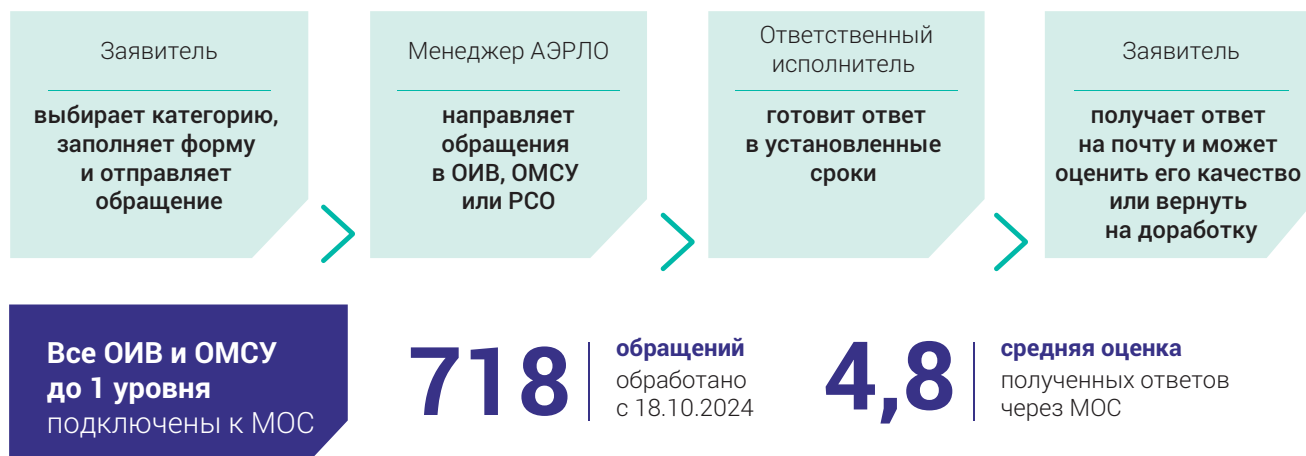 Заявитель
выбирает категорию,
заполняет форму
и отправляет
обращение
Менеджер АЭРЛО
направляет
обращения
в ОИВ, ОМСУ
или РСО
Ответственный
исполнитель
готовит ответ
в установленные
сроки
Заявитель
получает ответ
на почту и может
оценить его качество
или вернуть
на доработку
Все ОИВ и ОМСУ
до 1 уровня
подключены к МОС
718
обращений
обработано
с 18.10.2024
4,8
средняя оценка
полученных ответов
через МОС